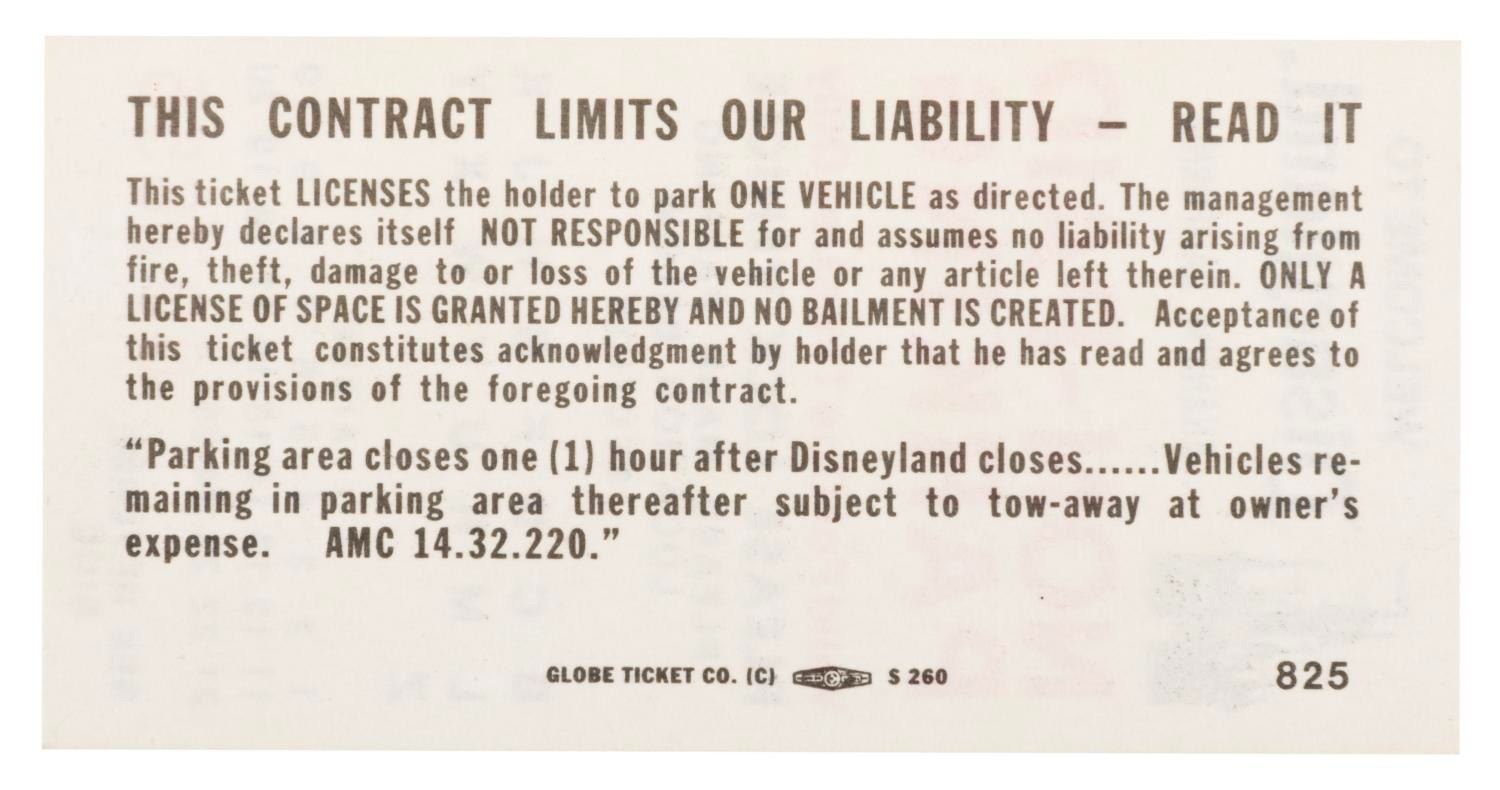 THIS CONTRACT LIMITS OUR LIABILITY – READ IT
This ticket LICENSES the holder to park ONE VEHICLE as directed. The management
hereby declares itself NOT RESPONSIBLE for and assumes no liability arising from
fire, theft, damage to or loss of the vehicle or any article left therein. ONLY A
LICENSE OF SPACE IS GRANTED HEREBY AND NO BAILMENT IS CREATED. Acceptance of
this ticket constitutes acknowledgment by holder that he has read and agrees to
the provisions of the foregoing contract.
“Parking area closes one (1) hour after Disneyland closes......Vehicles re-
maining in parking area thereafter subject to tow-away at owner’s
expense. AMC 14.32.220.”
GLOBE TICKET CO. (C) S 260 825